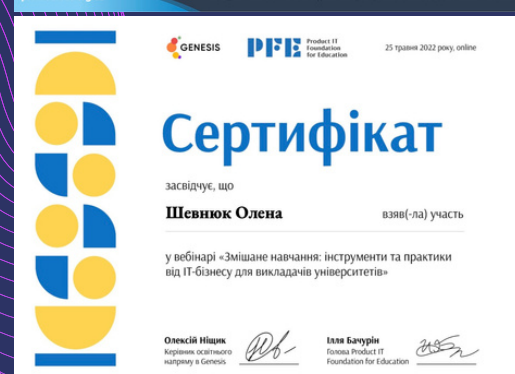 GENESIS
PFE
Product IT
Foundation
for Education
25 травня 2022 року, online
Сертифікат
засвідчує, що
Шевнюк Олена
взяв(-ла) участь
у вебінарі «Змішане навчання: інструменти та практики
від ІТ-бізнесу для викладачів університетів»
Олексій Ніщик
Керівник освітнього
напряму в Genesis
Ілля Бачурін
Голова Product IT
Foundation for Education